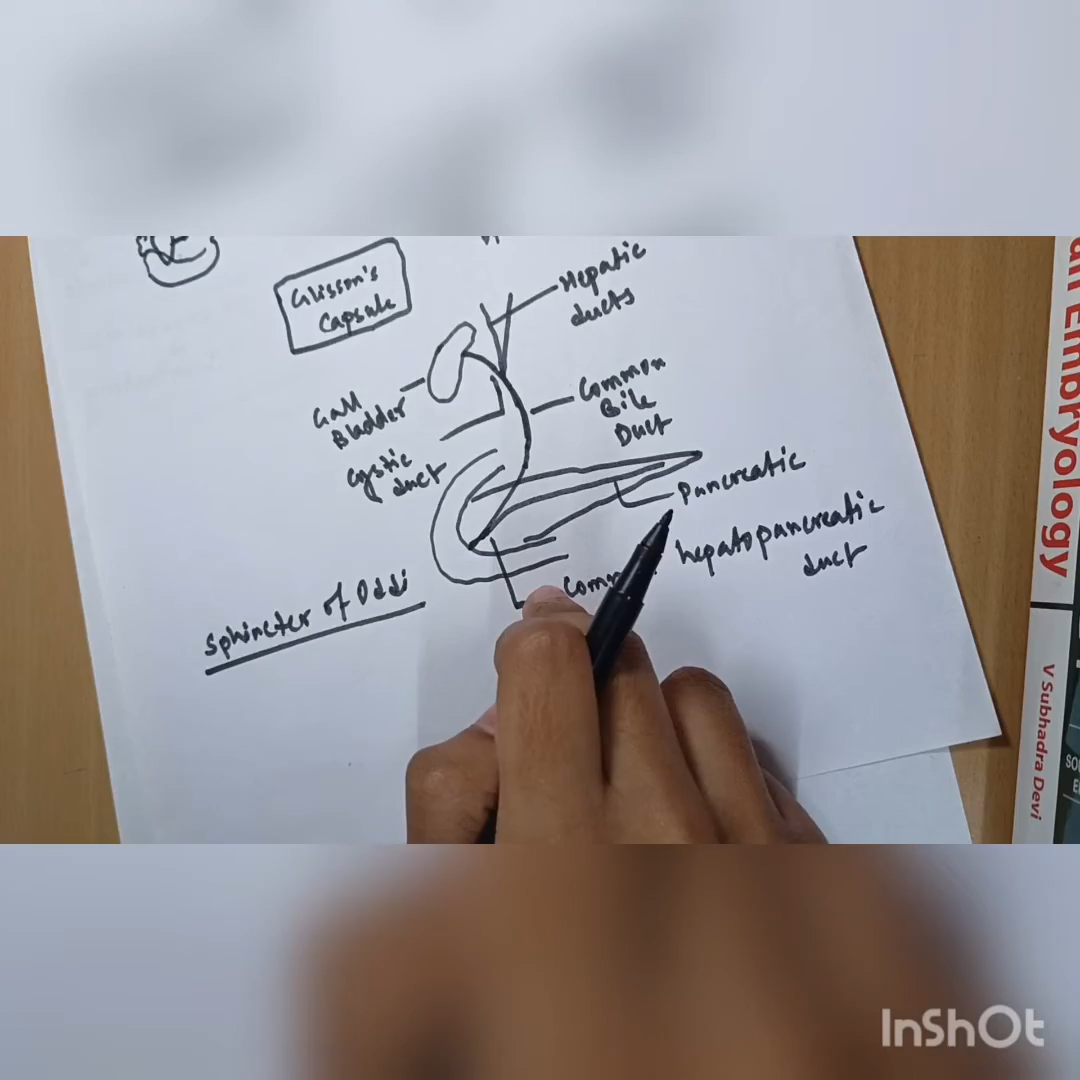 Glisson's
Capsule
Hepatic
ducts
Gall
Bladder
Common
Bile
Duct
Cystic
duct
Pancreatic
hepatopancreatic
duct
Sphincter of Oddi
Embryology
V Subhadra Devi
InShOt